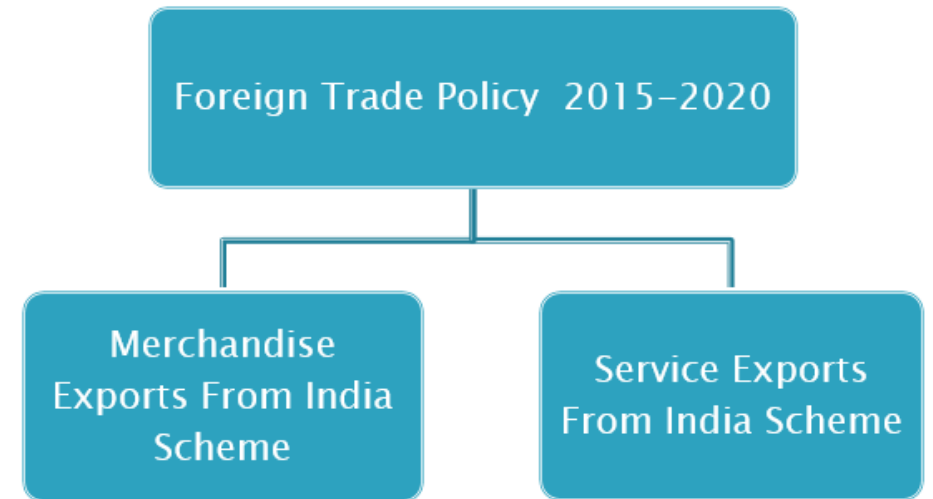 Foreign Trade Policy 2015-2020
Merchandise
Exports From India
Scheme
Service Exports
From India Scheme